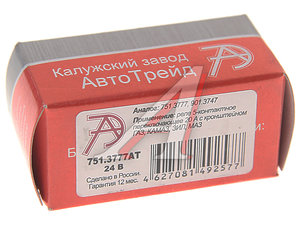 Калужский завод
АвтоТрейд
Аналог: 751.3777, 901.3747
Применение: реле 5-контактное
переключающее 20 А с кронштейном
ГАЗ, КАМАЗ, ЗИЛ, МАЗ
751.3777АТ
24 В
Сделано в России.
Гарантия 12 мес.
4 627081 492577